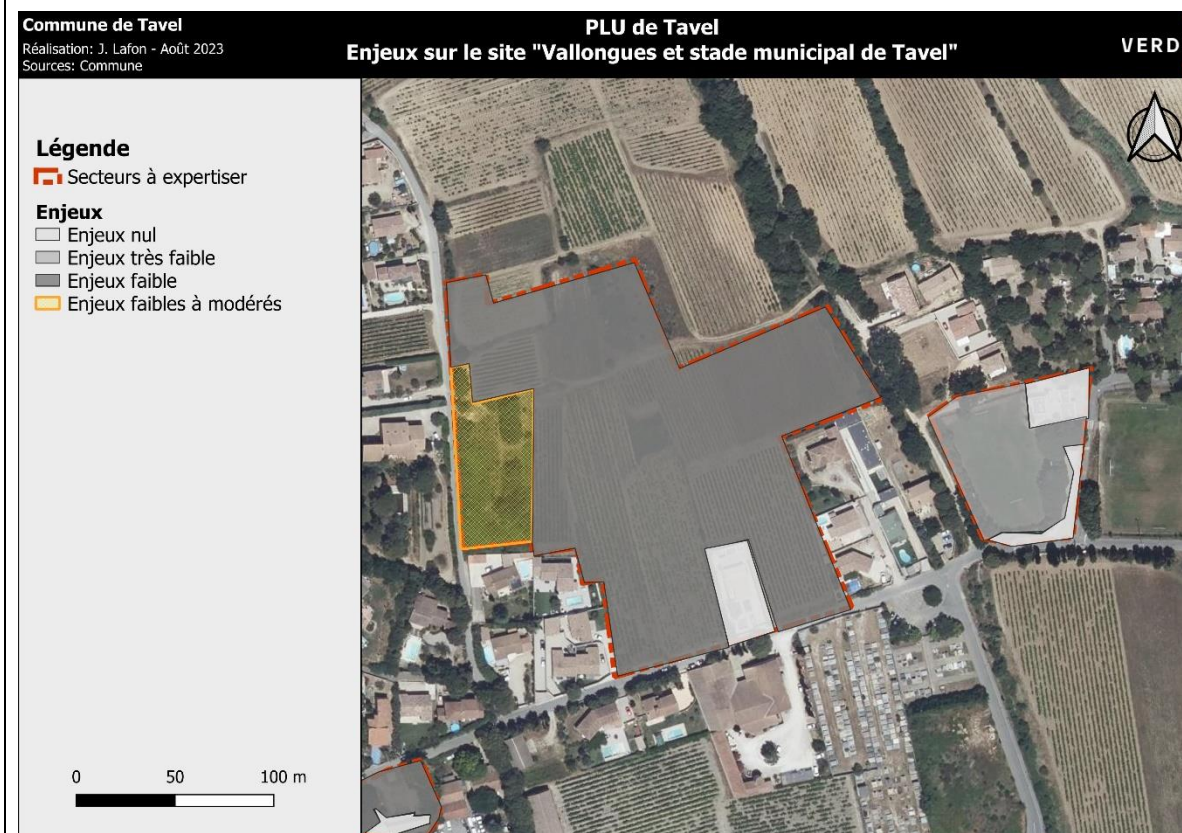 Commune de Tavel
Réalisation: J. Lafon - Août 2023
Sources: Commune
PLU de Tavel
Enjeux sur le site "Vallongues et stade municipal de Tavel"
VERD
Légende
Secteurs à expertiser
Enjeux
Enjeux nul
Enjeux très faible
Enjeux faible
Enjeux faibles à modérés
0 50 100 m